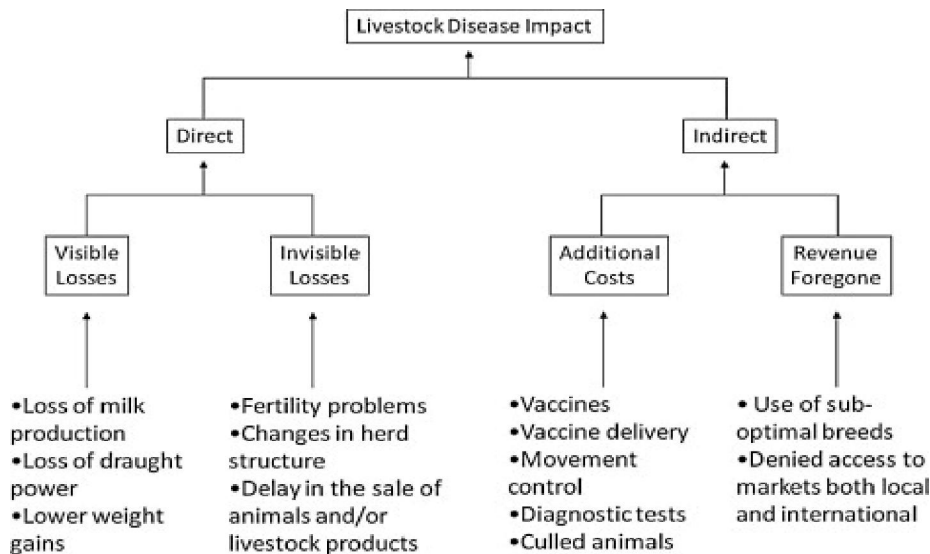 Livestock Disease Impact
Direct
Indirect
Visible
Losses
Invisible
Losses
Additional
Costs
Revenue
Foregone
•Loss of milk
production
•Loss of draught
power
•Lower weight
gains
•Fertility problems
•Changes in herd
structure
•Delay in the sale of
animals and/or
livestock products
•Vaccines
•Vaccine delivery
•Movement
control
•Diagnostic tests
•Culled animals
• Use of sub-
optimal breeds
• Denied access to
markets both local
and international